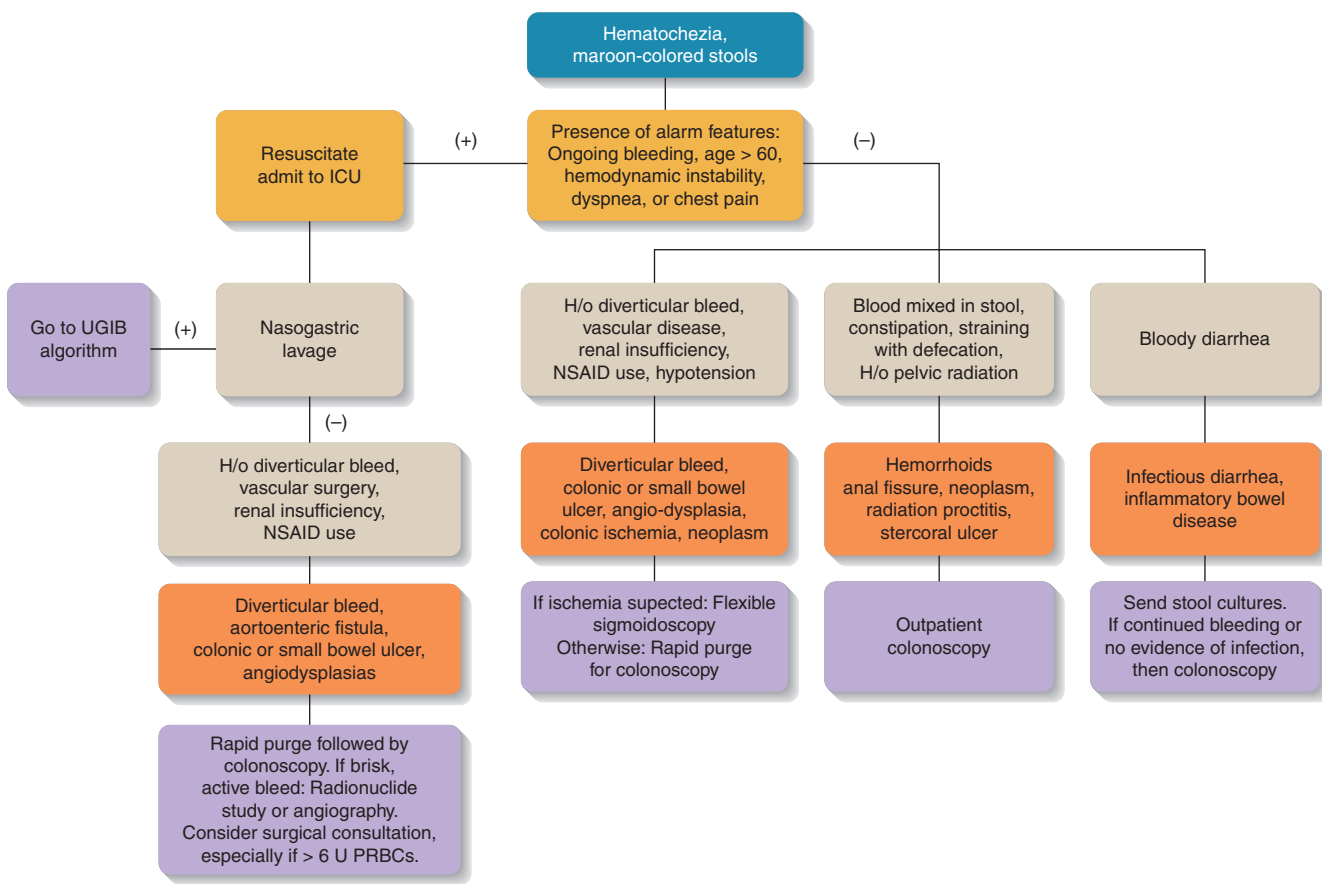 Hematochezia,
maroon-colored stools
(+)
Resuscitate
admit to ICU
Presence of alarm features:
Ongoing bleeding, age > 60,
hemodynamic instability,
dyspnea, or chest pain
(–)
Go to UGIB
algorithm
(+)
Nasogastric
lavage
(–)
H/o diverticular bleed,
vascular surgery,
renal insufficiency,
NSAID use
Diverticular bleed,
aortoenteric fistula,
colonic or small bowel ulcer,
angiodysplasias
Rapid purge followed by
colonoscopy. If brisk,
active bleed: Radionuclide
study or angiography.
Consider surgical consultation,
especially if > 6 U PRBCs.
H/o diverticular bleed,
vascular disease,
renal insufficiency,
NSAID use, hypotension
Diverticular bleed,
colonic or small bowel
ulcer, angio-dysplasia,
colonic ischemia, neoplasm
If ischemia supected: Flexible
sigmoidoscopy
Otherwise: Rapid purge
for colonoscopy
Blood mixed in stool,
constipation, straining
with defecation,
H/o pelvic radiation
Hemorrhoids
anal fissure, neoplasm,
radiation proctitis,
stercoral ulcer
Outpatient
colonoscopy
Bloody diarrhea
Infectious diarrhea,
inflammatory bowel
disease
Send stool cultures.
If continued bleeding or
no evidence of infection,
then colonoscopy